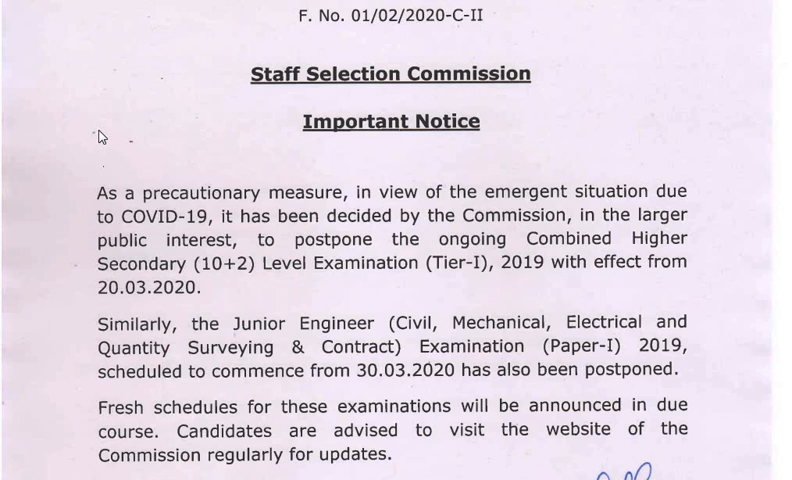 F. No. 01/02/2020-C-II
Staff Selection Commission
Important Notice
As a precautionary measure, in view of the emergent situation due
to COVID-19, it has been decided by the Commission, in the larger
public interest, to postpone the ongoing Combined Higher
Secondary (10+2) Level Examination (Tier-I), 2019 with effect from
20.03.2020.
Similarly, the Junior Engineer (Civil, Mechanical, Electrical and
Quantity Surveying & Contract) Examination (Paper-I) 2019,
scheduled to commence from 30.03.2020 has also been postponed.
Fresh schedules for these examinations will be announced in due
course. Candidates are advised to visit the website of the
Commission regularly for updates.